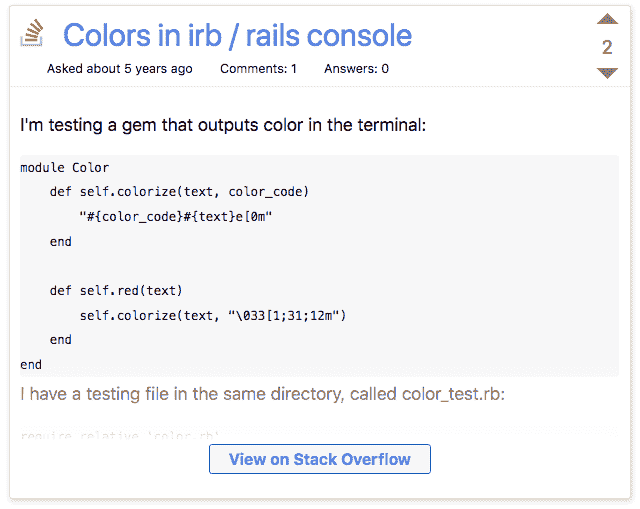 Colors in irb / rails console
2
Asked about 5 years ago Comments: 1 Answers: 0
I'm testing a gem that outputs color in the terminal:
module Color
    def self.colorize(text, color_code)
        "#{color_code}#{text}e[0m"
    end
    def self.red(text)
        self.colorize(text, "\033[1;31;12m")
    end
end
I have a testing file in the same directory, called color_test.rb:
require_relative 'color.rb'
View on Stack Overflow